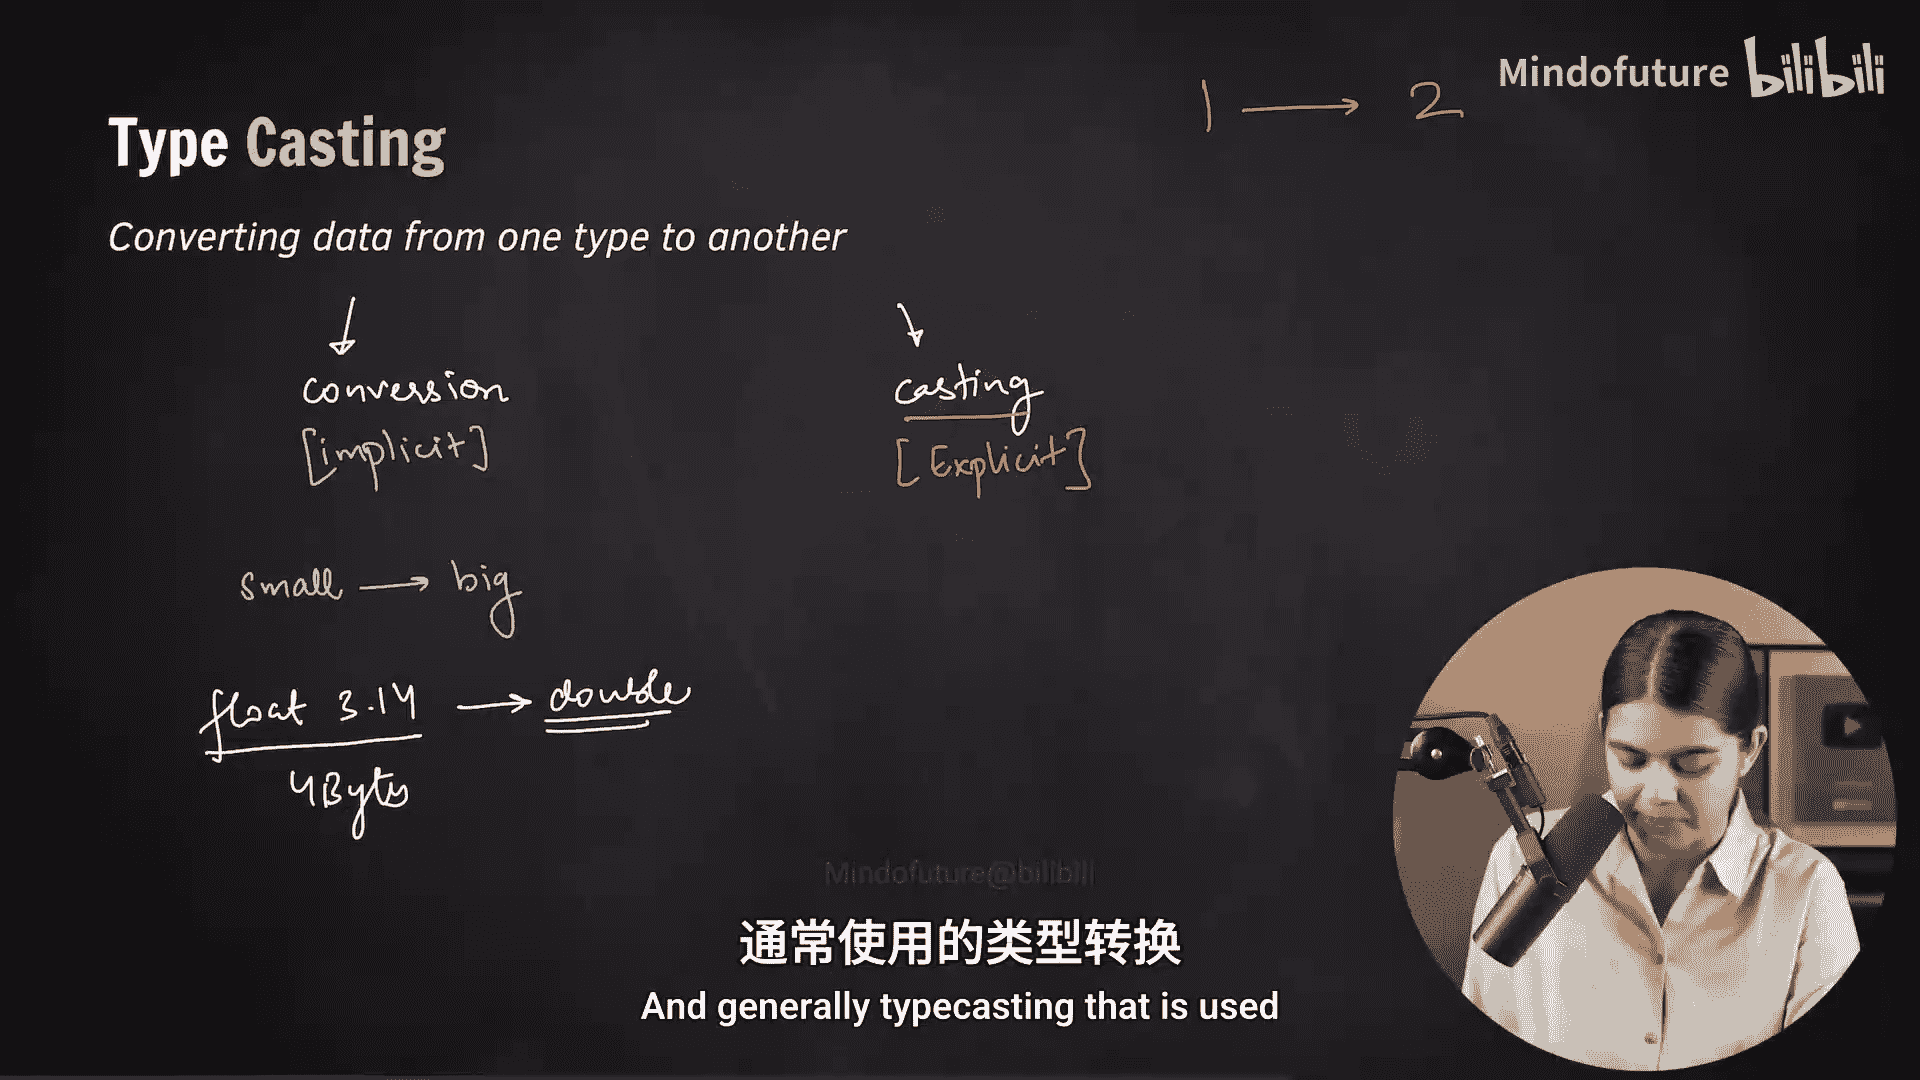 Mindofuture bilibili
1 → 2
Type Casting
Converting data from one type to another
conversion
[implicit]
casting
[Explicit]
small → big
float 3.14 → double
4Bytes
Mindofuture@bilibili
通常使用的类型转换
And generally typecasting that is used